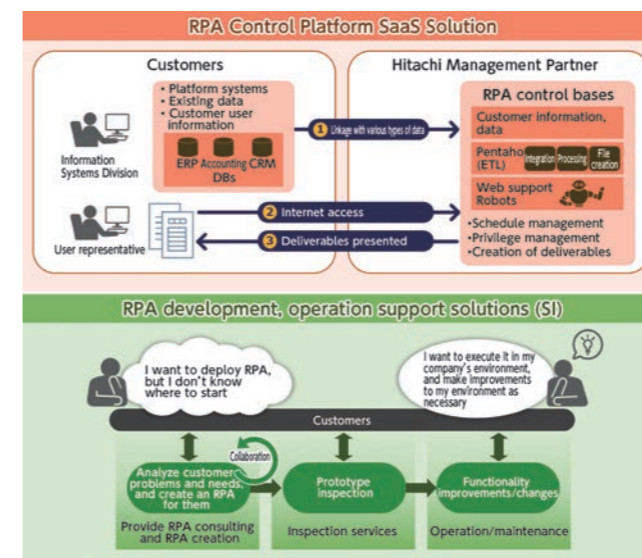 RPA Control Platform SaaS Solution
Customers
• Platform systems
• Existing data
• Customer user
information
ERP Accounting CRM
DBs
Information
Systems Division
User representative
1 Linkage with various types of data
2 Internet access
3 Deliverables presented
Hitachi Management Partner
RPA control bases
Customer information,
data
Pentaho
(ETL)
Integration
Processing
File
creation
Web support
Robots
•Schedule management
•Privilege management
•Creation of deliverables
RPA development, operation support solutions (SI)
I want to deploy RPA,
but I don't know
where to start
I want to execute it in my
company's environment,
and make improvements
to my environment as
necessary
Customers
Collaboration
Analyze customer
problems and needs,
and create an RPA
for them
Prototype
inspection
Functionality
improvements/changes
Provide RPA consulting
and RPA creation
Inspection services
Operation/maintenance